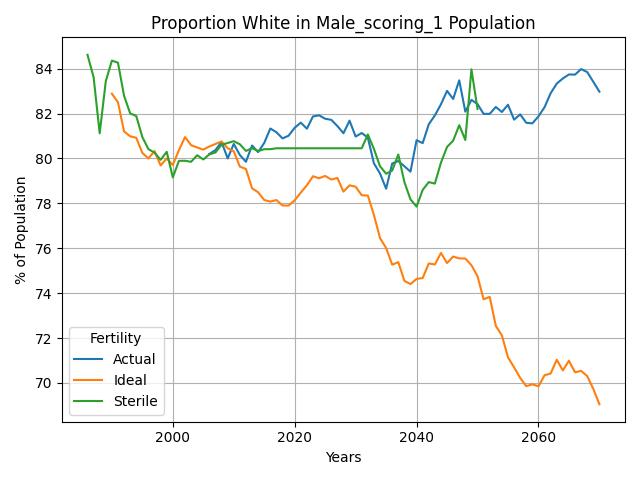 Proportion White in Male_scoring_1 Population
% of Population
84
82
80
78
76
74
72
70
Fertility
Actual
Ideal
Sterile
2000 2020 2040 2060
Years